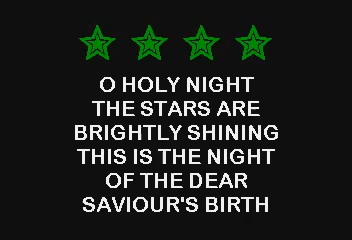 O HOLY NIGHT
THE STARS ARE
BRIGHTLY SHINING
THIS IS THE NIGHT
OF THE DEAR
SAVIOUR'S BIRTH